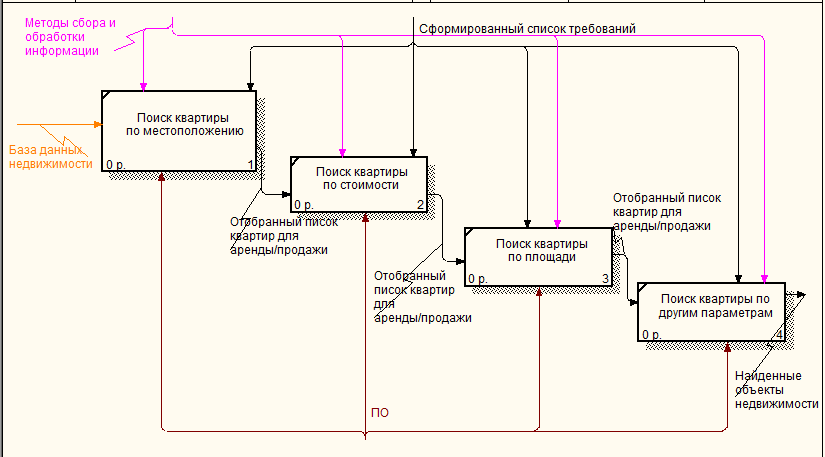 Методы сбора и
обработки
информации
Сформированный список требований
База данных
недвижимости
Поиск квартиры
по местоположению
0 р.
1
Поиск квартиры
по стоимости
0 р.
2
Отобранный писок
квартир для
аренды/продажи
Поиск квартиры
по площади
0 р.
3
Отобранный
писок квартир
для
аренды/продажи
Отобранный писок
квартир для
аренды/продажи
Поиск квартиры по
другим параметрам
0 р.
4
Найденные
объекты
недвижимости
ПО